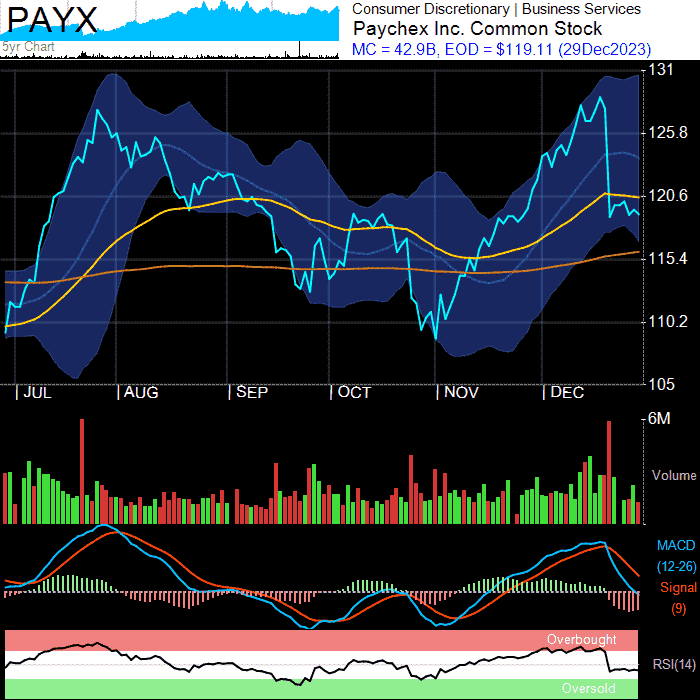 PAYX
5yr Chart
Consumer Discretionary | Business Services
Paychex Inc. Common Stock
MC = 42.9B, EOD = $119.11 (29Dec2023)
131
125.8
120.6
115.4
110.2
105
| JUL | AUG | SEP | OCT | NOV | DEC
6M
Volume
MACD
(12-26)
Signal
(9)
Overbought
RSI(14)
Oversold